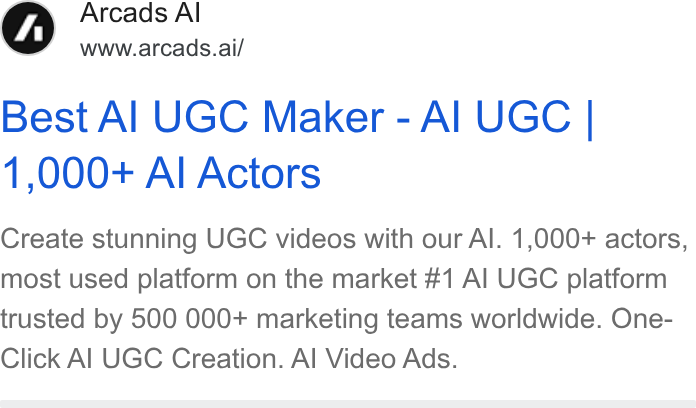 Arcads AI
www.arcads.ai/
Best AI UGC Maker - AI UGC |
1,000+ AI Actors
Create stunning UGC videos with our AI. 1,000+ actors,
most used platform on the market #1 AI UGC platform
trusted by 500 000+ marketing teams worldwide. One-
Click AI UGC Creation. AI Video Ads.